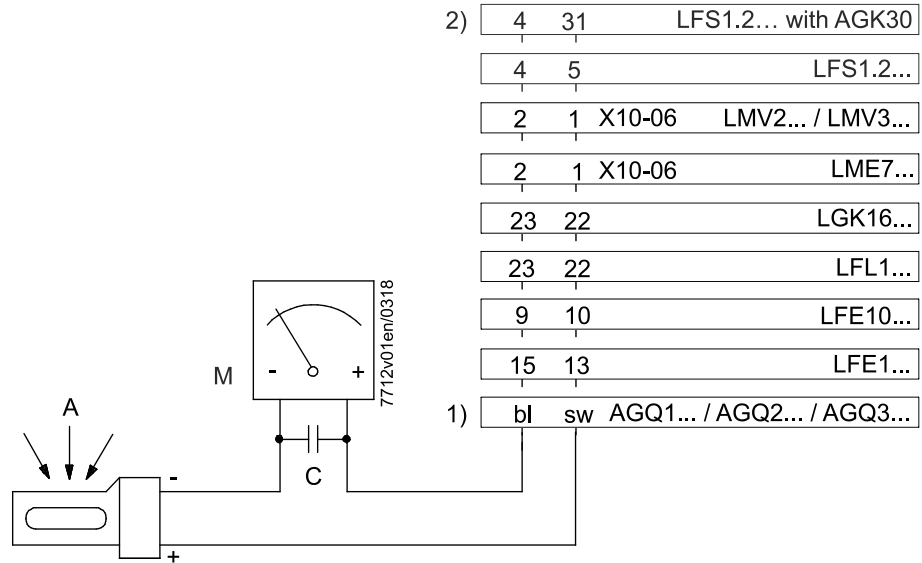 2) 4 31 LFS1.2... with AGK30
4 5 LFS1.2...
2 1 X10-06 LMV2... / LMV3...
2 1 X10-06 LME7...
23 22 LGK16...
23 22 LFL1...
9 10 LFE10...
15 13 LFE1...
1) bl sw AGQ1... / AGQ2... / AGQ3...
M - +
7712v01en/0318
C
A
-
+